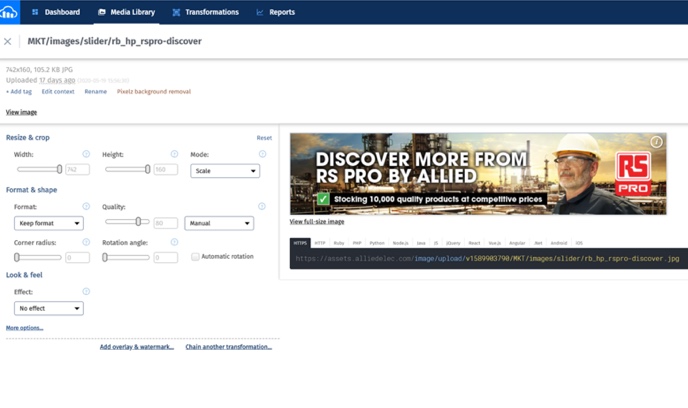 Dashboard
Media Library
Transformations
Reports
MKT/images/slider/rb_hp_rspro-discover
742x160, 105.2 KB JPG
Uploaded 17 days ago
+ Add tag
Edit context
Rename
Pixelz background removal
View image
Resize & crop
Reset
Width:
Height:
Mode:
742
Scale
Format & shape
Format:
Quality:
Keep format
80
Manual
Corner radius:
Rotation angle:
0
0
Automatic rotation
Look & feel
Effect:
No effect
More options...
Add overlay & watermark...
Chain another transformation...
DISCOVER MORE FROM
RS PRO BY ALLIED
Stocking 10,000 quality products at competitive prices
RS
PRO
View full-size image
HTTPS
HTTP
Ruby
PHP
Python
Node.js
Java
JS
jQuery
React
Vue.js
Angular
.Net
Android
iOS
https://assets.alliedelec.com/image/upload/v1589903790/MKT/images/slider/rb_hp_rspro-discover.jpg